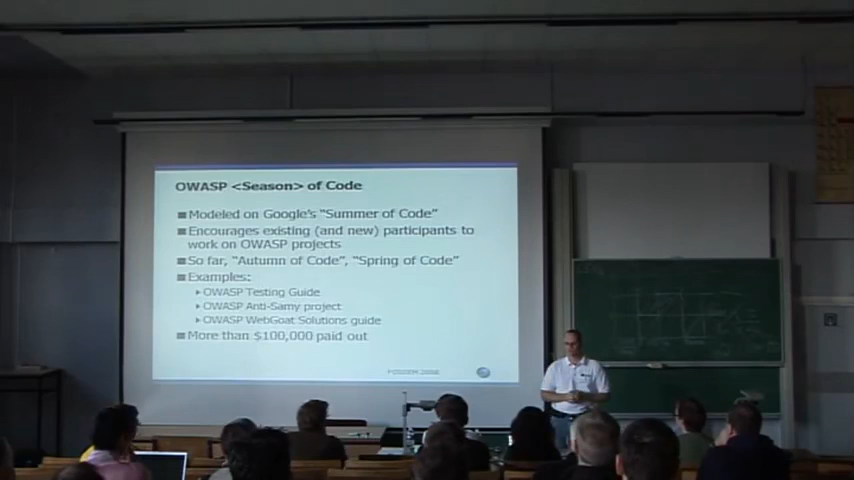 OWASP <Season> of Code
Modeled on Google's "Summer of Code"
Encourages existing (and new) participants to
work on OWASP projects
So far, "Autumn of Code", "Spring of Code"
Examples:
OWASP Testing Guide
OWASP Anti-Samy project
OWASP WebGoat Solutions guide
More than $100,000 paid out
FOSDEM 2008